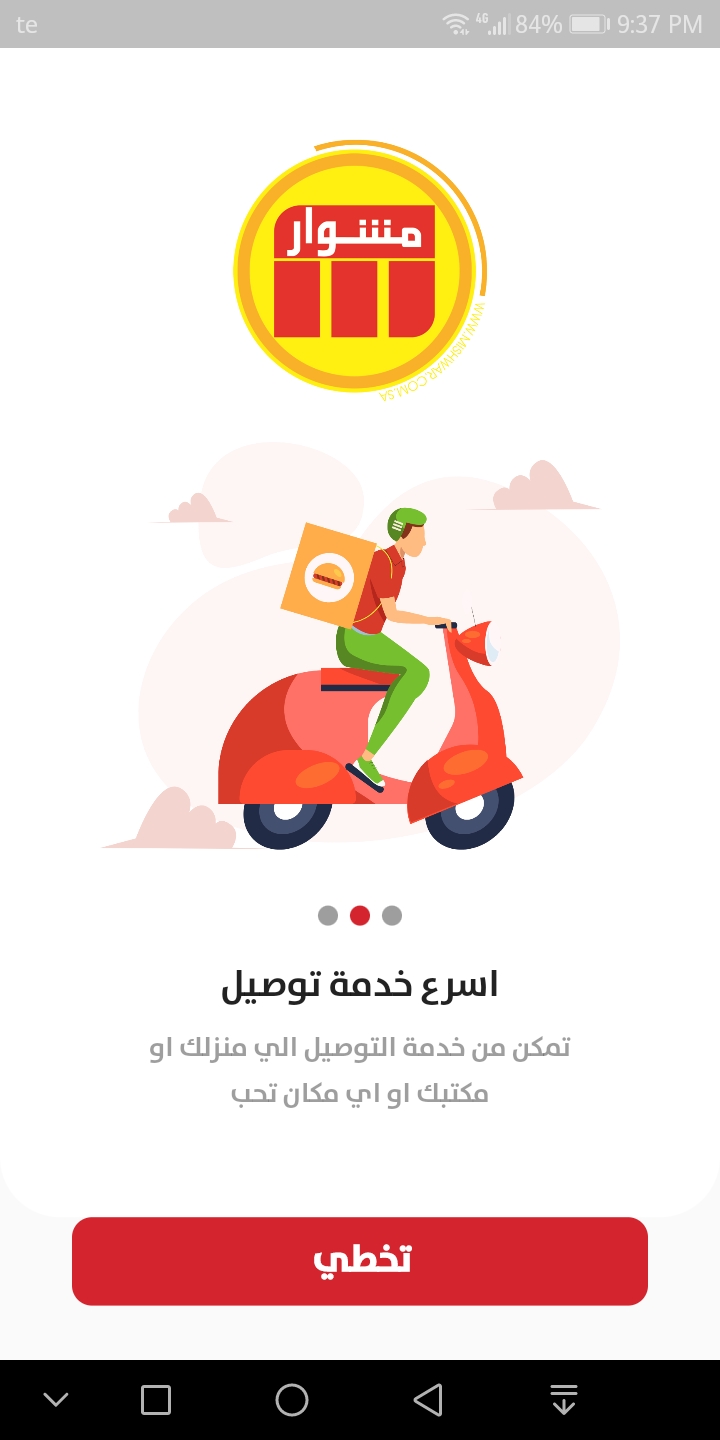 te
4G 84% 9:37 PM
مشوار
WWW.MISHWAR.COM.SA
اسرع خدمة توصيل
تمكن من خدمة التوصيل الي منزلك او
مكتبك او اي مكان تحب
تخطي